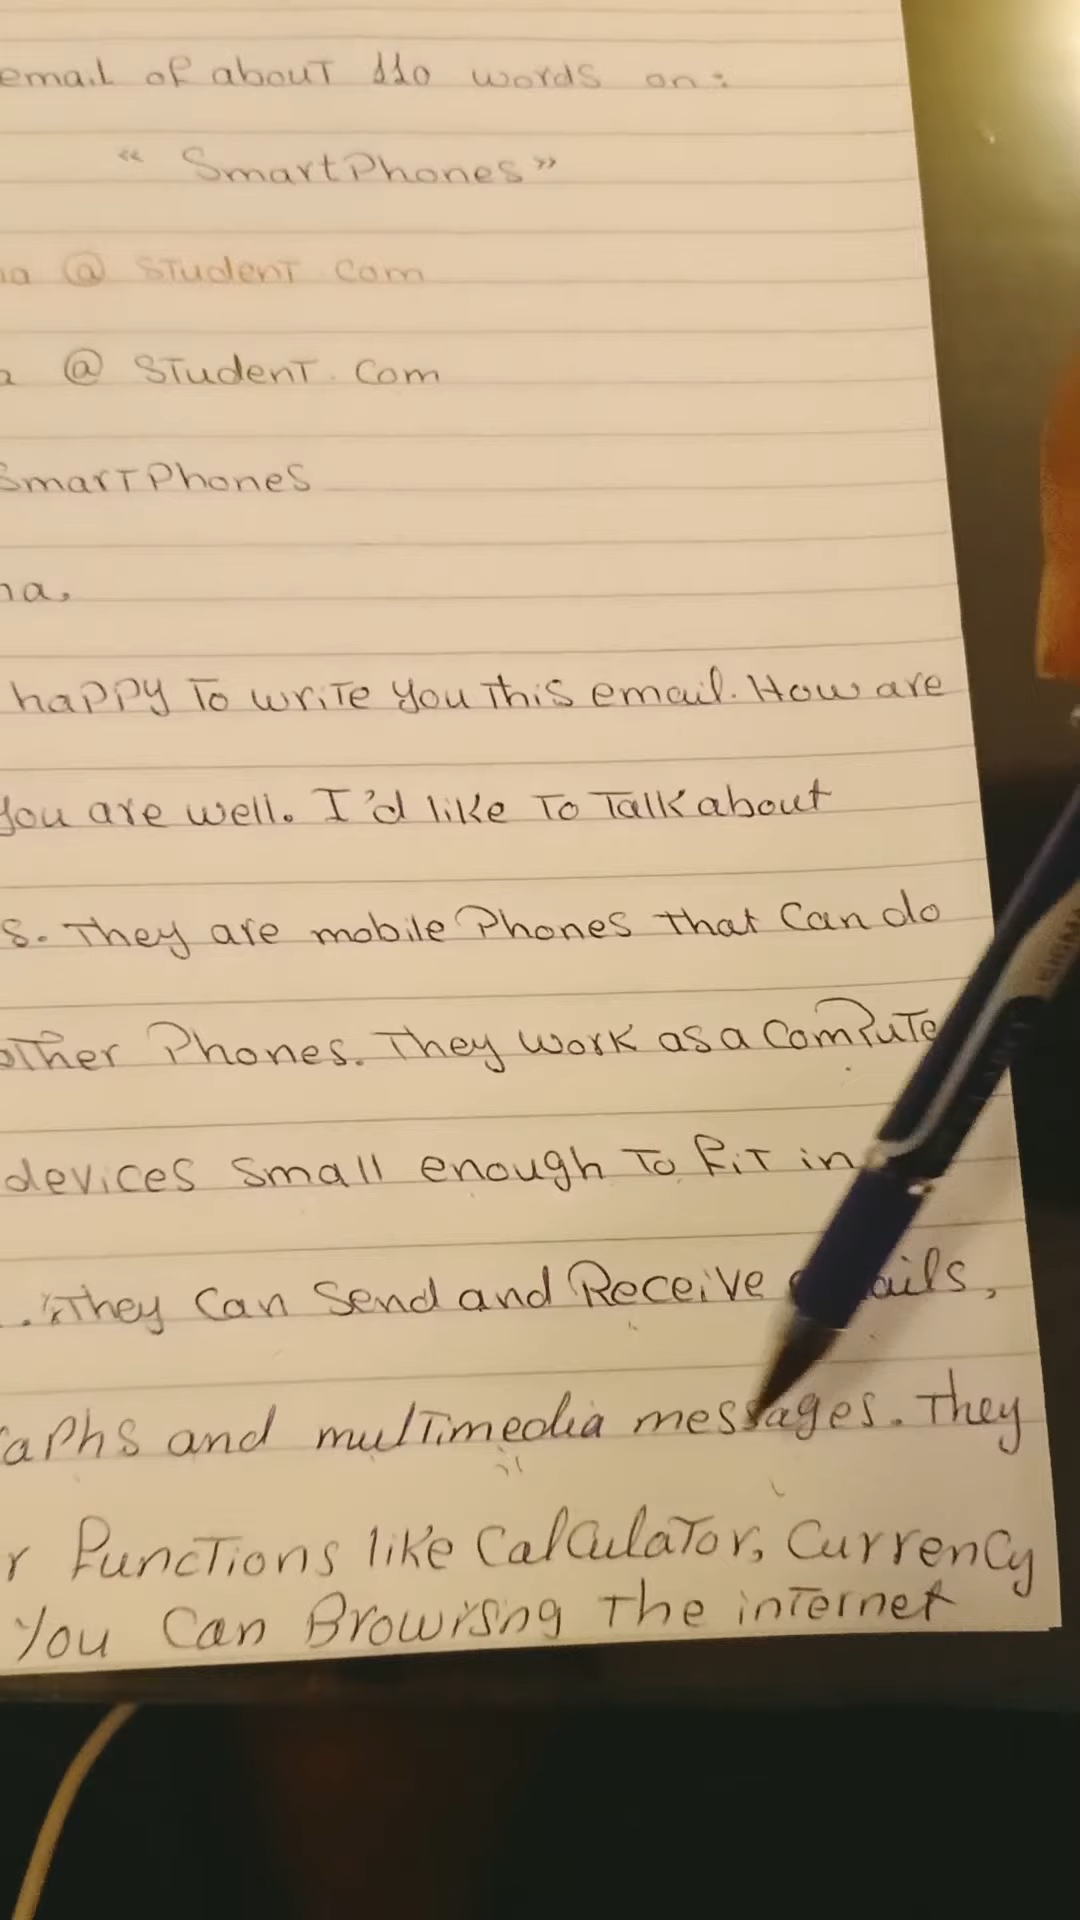 email of about 110 words on:
“ SmartPhones ”
@ Student. Com
@ Student. Com
SmartPhones
happy To write you This email. How are
you are well. I'd like To Talk about
s. They are mobile Phones That Can do
other Phones. They work as a Compute
devices Small enough To fit in
. They Can Send and Receive
aphs and multimedia messages. They
r functions like Calculator, Currency
You Can Browisng The internet